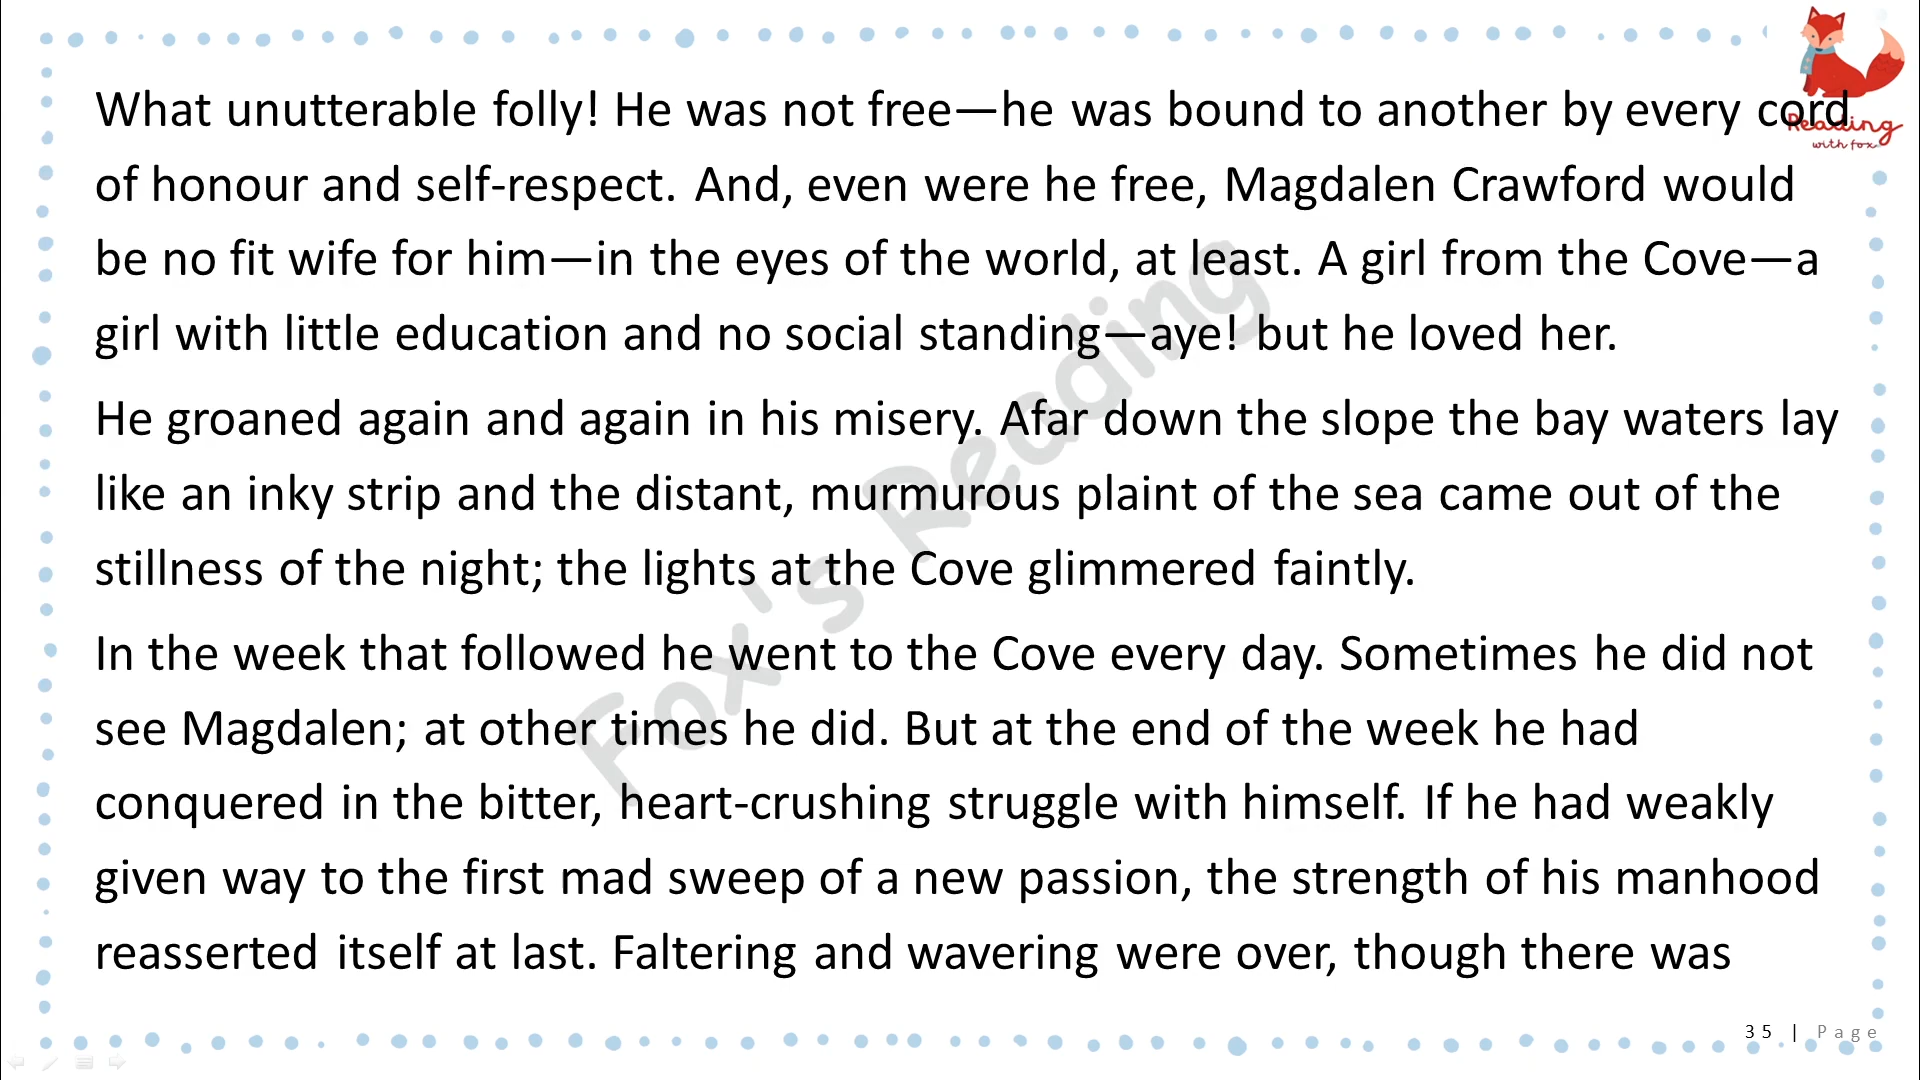 What unutterable folly! He was not free—he was bound to another by every cord
of honour and self-respect. And, even were he free, Magdalen Crawford would
be no fit wife for him—in the eyes of the world, at least. A girl from the Cove—a
girl with little education and no social standing—aye! but he loved her.
He groaned again and again in his misery. Afar down the slope the bay waters lay
like an inky strip and the distant, murmurous plaint of the sea came out of the
stillness of the night; the lights at the Cove glimmered faintly.
In the week that followed he went to the Cove every day. Sometimes he did not
see Magdalen; at other times he did. But at the end of the week he had
conquered in the bitter, heart-crushing struggle with himself. If he had weakly
given way to the first mad sweep of a new passion, the strength of his manhood
reasserted itself at last. Faltering and wavering were over, though there was
Reading
with fox
Fox's Reading
35 | Page